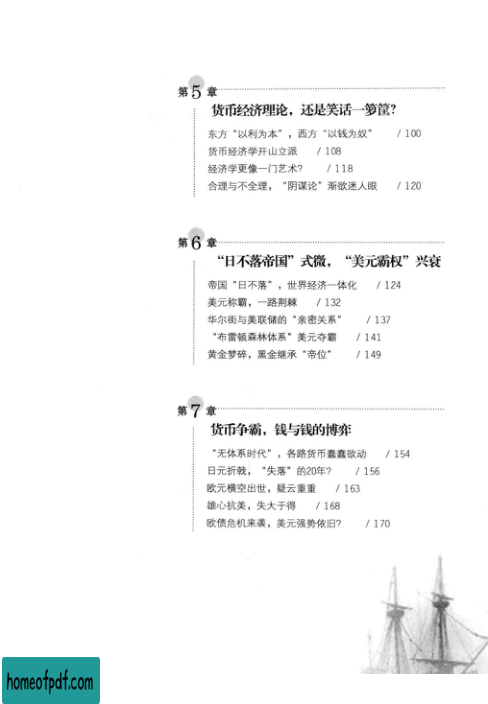 第5章
货币经济理论，还是笑话一箩筐？
东方“以利为本”，西方“以钱为奴” / 100
货币经济学开山立派 / 108
经济学更像一门艺术？ / 118
合理与不全理，“阴谋论”渐欲迷人眼 / 120
第6章
“日不落帝国”式微，“美元霸权”兴衰
帝国“日不落”，世界经济一体化 / 124
美元称霸，一路荆棘 / 132
华尔街与美联储的“亲密关系” / 137
“布雷顿森林体系”美元夺霸 / 141
黄金梦碎，黑金继承“帝位” / 149
第7章
货币争霸，钱与钱的博弈
“无体系时代”，各路货币蠢蠢欲动 / 154
日元折戟，“失落”的20年？ / 156
欧元横空出世，疑云重重 / 163
雄心抗美，失大于得 / 168
欧债危机来袭，美元强势依旧？ / 170
homeofpdf.com